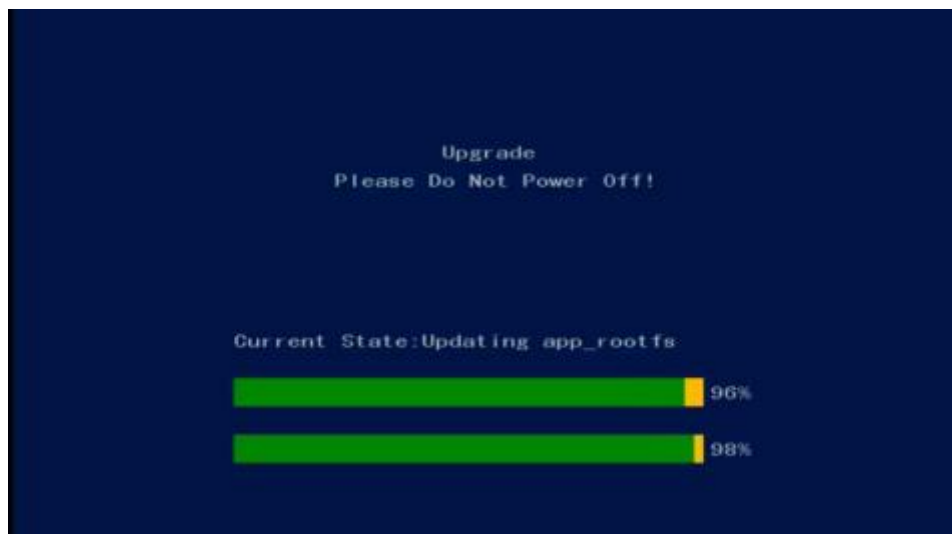 Upgrade
Please Do Not Power Off!
Current State:Updating app_rootfs
96%
98%